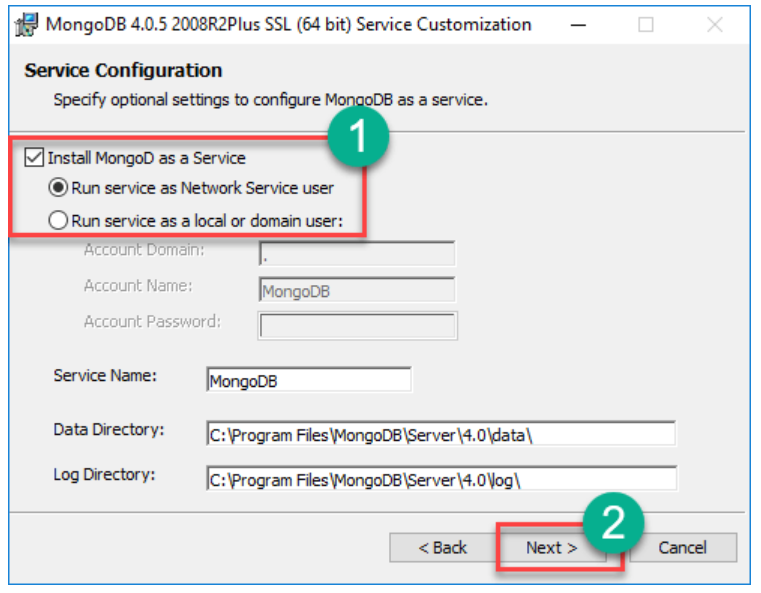 MongoDB 4.0.5 2008R2Plus SSL (64 bit) Service Customization
Service Configuration
Specify optional settings to configure MongoDB as a service.
1
Install MongoD as a Service
Run service as Network Service user
Run service as a local or domain user:
Account Domain: .
Account Name: MongoDB
Account Password:
Service Name: MongoDB
Data Directory: C:\Program Files\MongoDB\Server\4.0\data\
Log Directory: C:\Program Files\MongoDB\Server\4.0\log\
2
< Back Next > Cancel